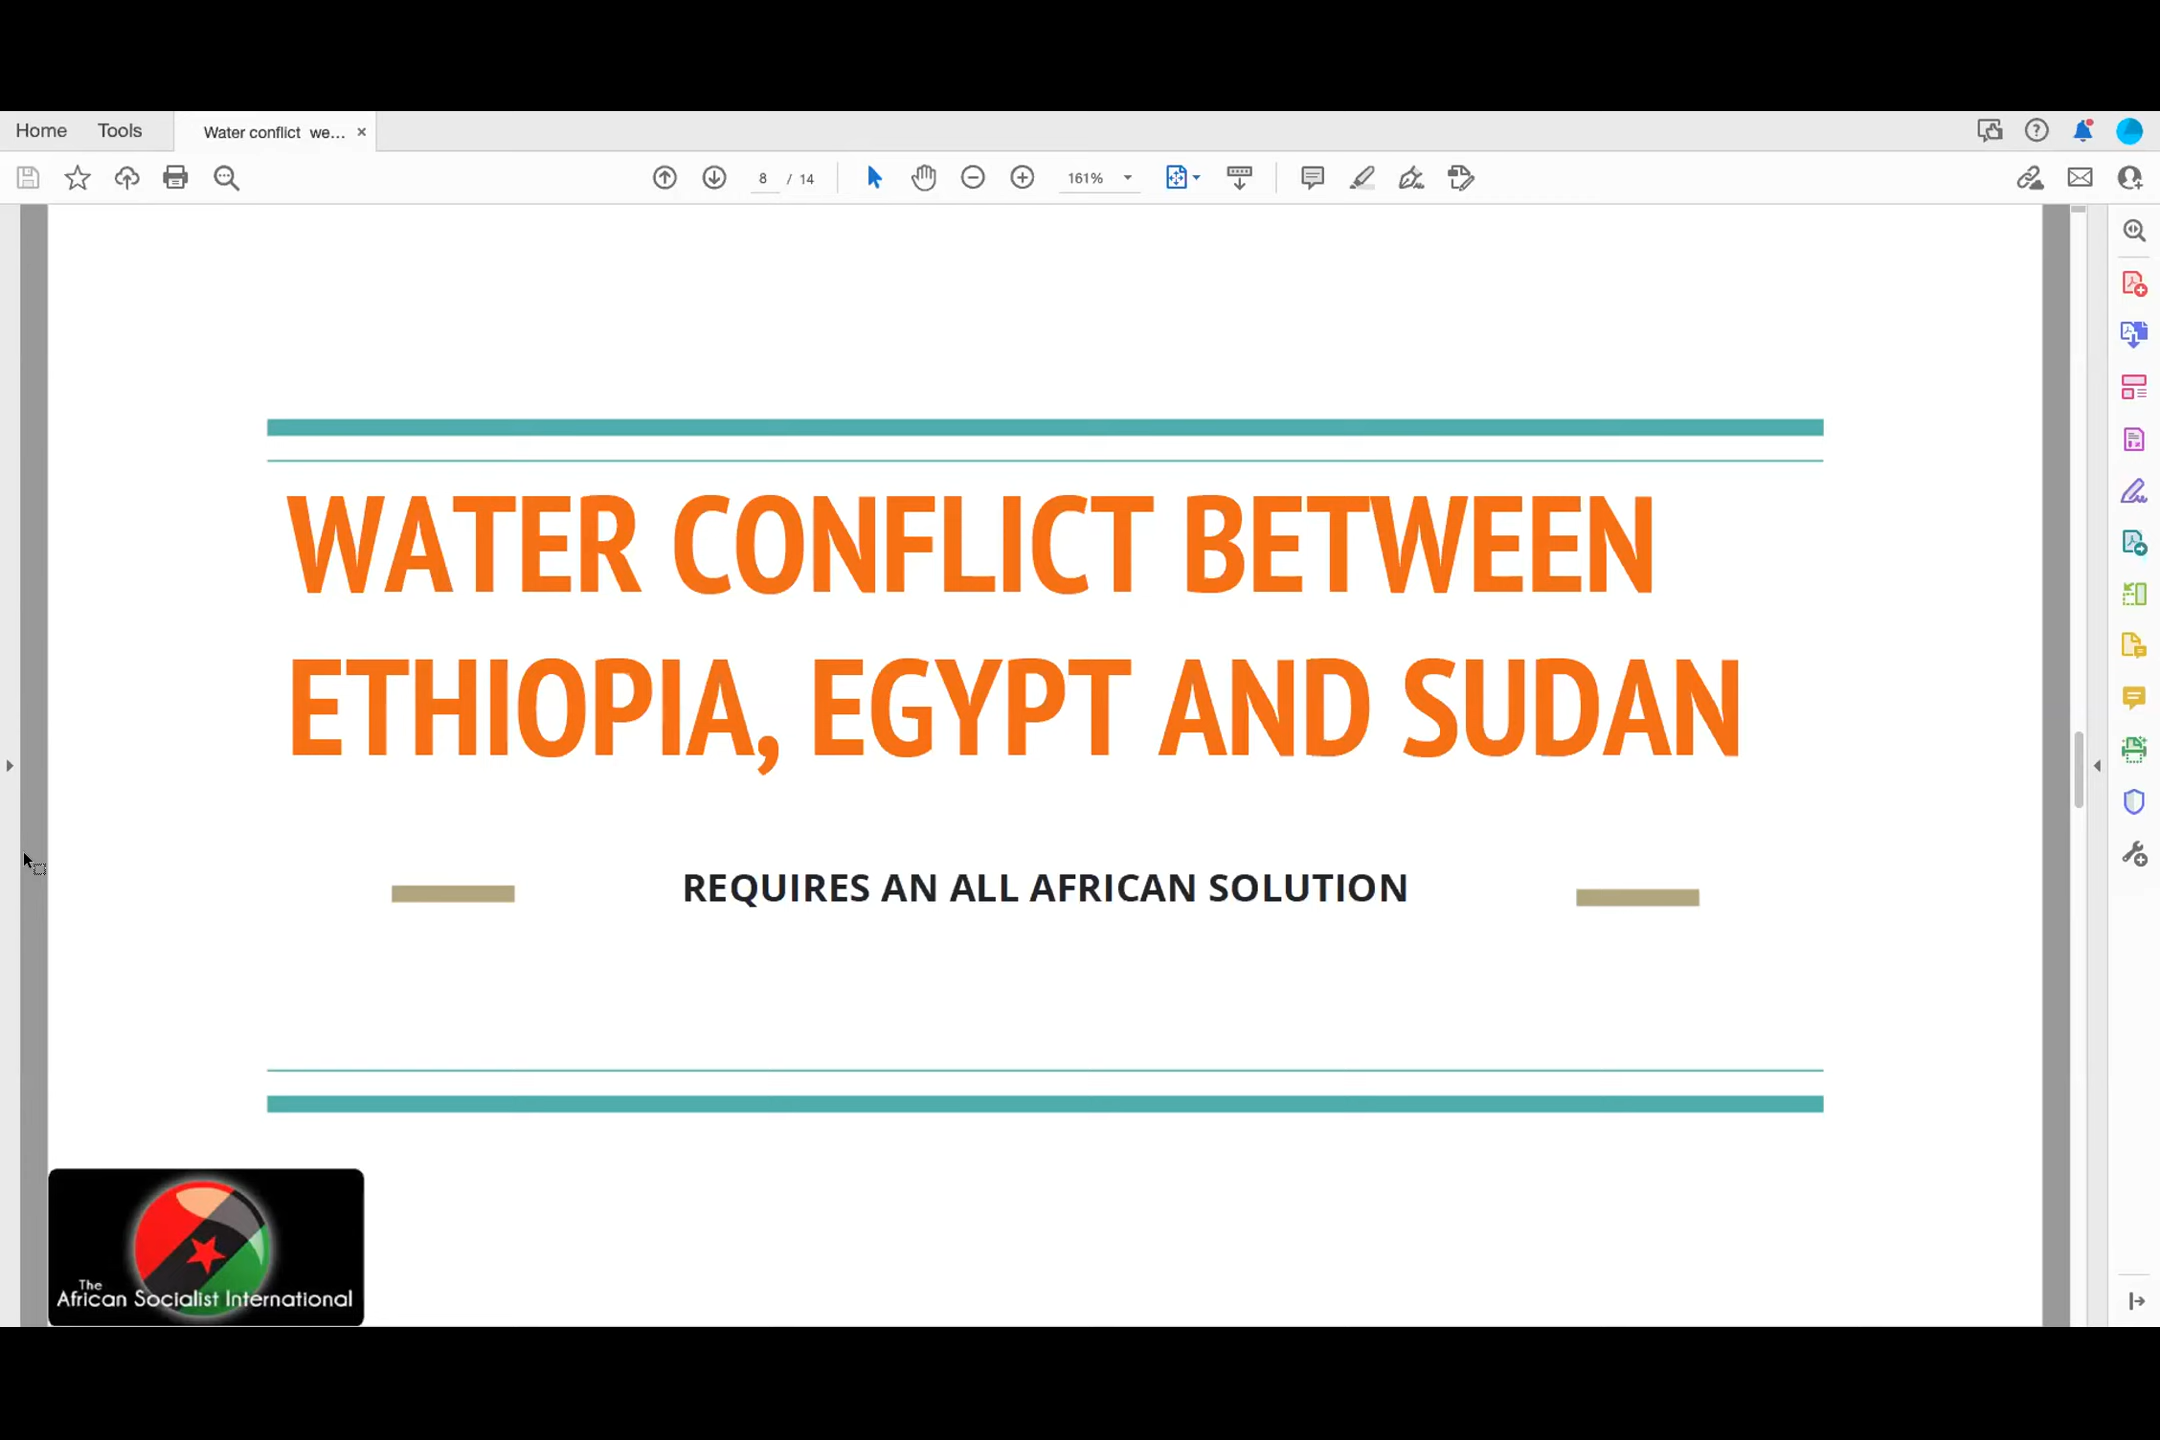 Home
Tools
Water conflict we...
8 / 14
161%
WATER CONFLICT BETWEEN
ETHIOPIA, EGYPT AND SUDAN
REQUIRES AN ALL AFRICAN SOLUTION
The
African Socialist International